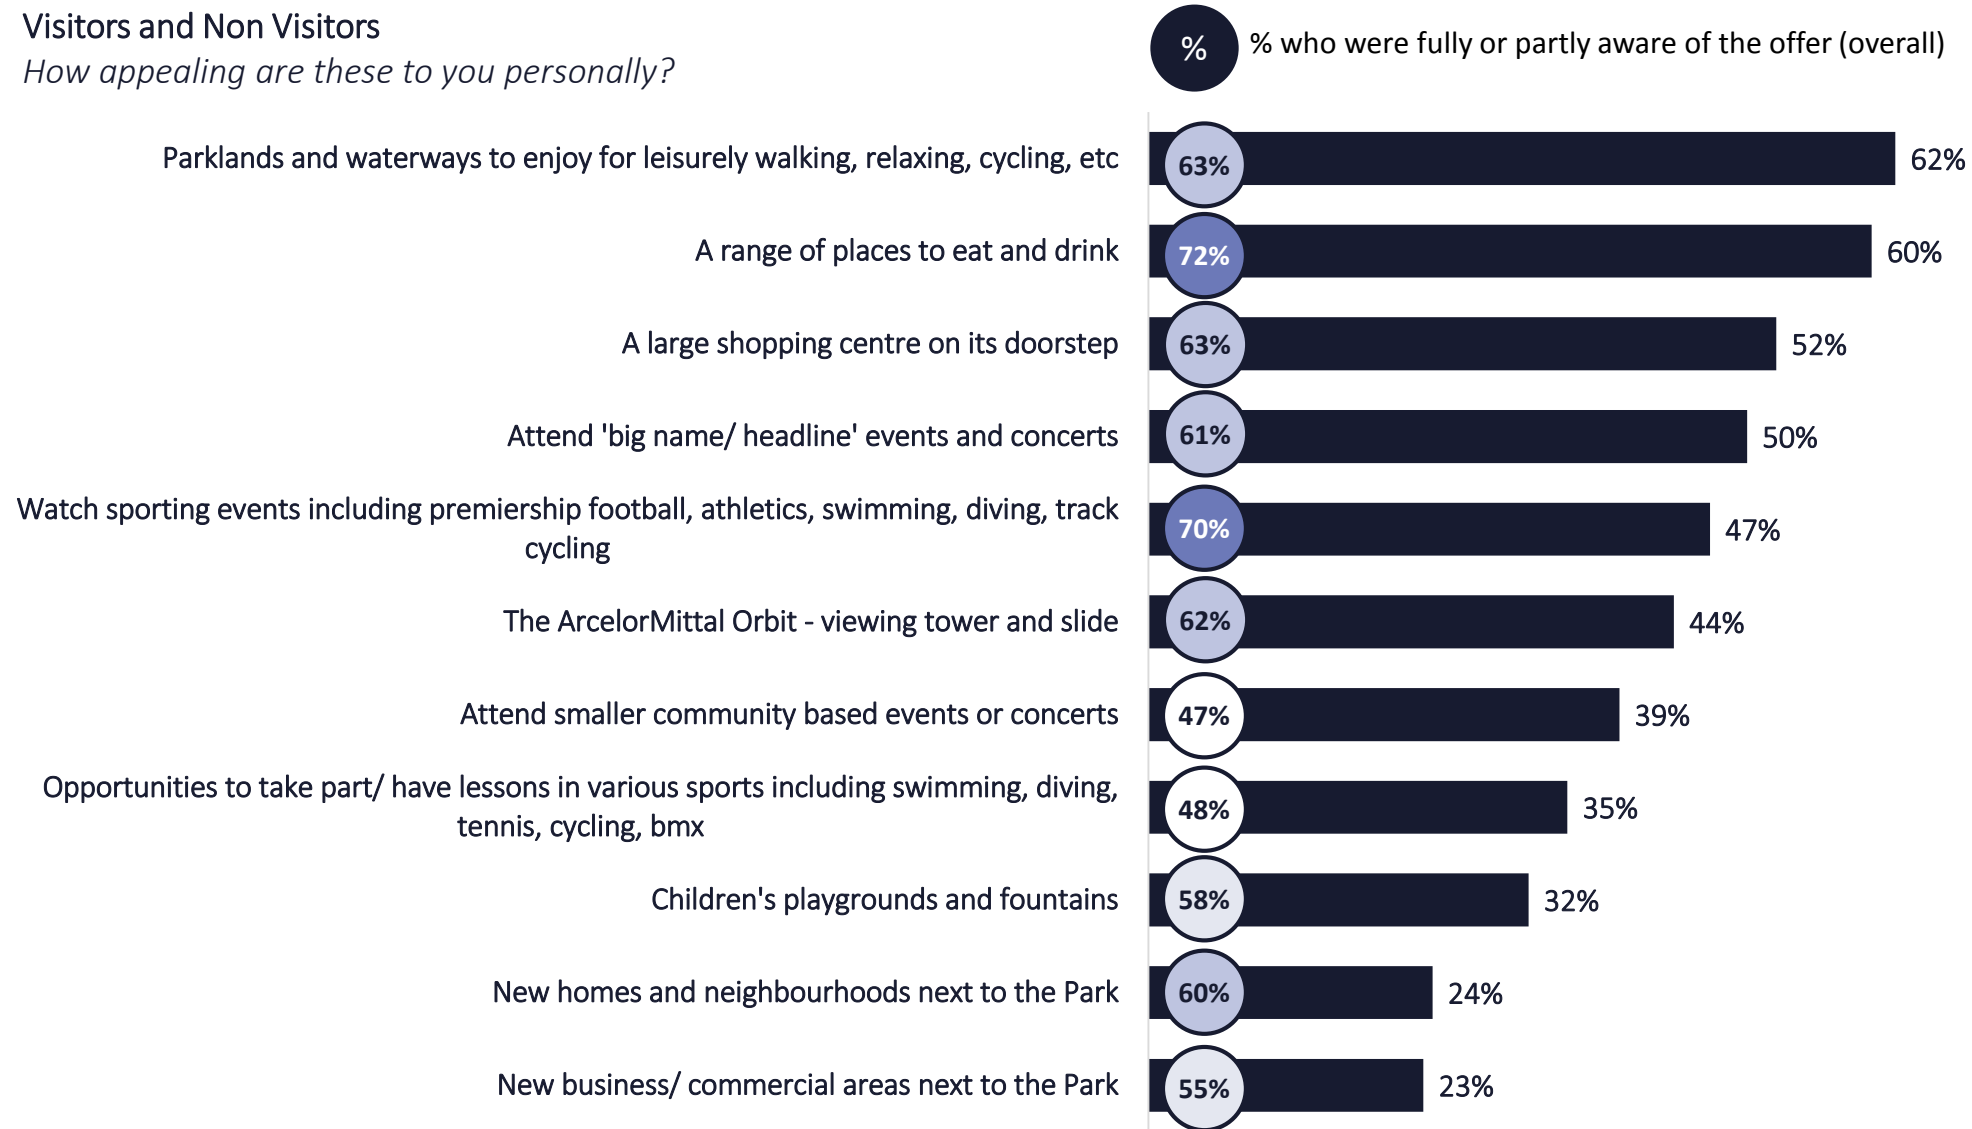 Visitors and Non Visitors
How appealing are these to you personally?
%
% who were fully or partly aware of the offer (overall)
Parklands and waterways to enjoy for leisurely walking, relaxing, cycling, etc
63%
62%
A range of places to eat and drink
72%
60%
A large shopping centre on its doorstep
63%
52%
Attend 'big name/ headline' events and concerts
61%
50%
Watch sporting events including premiership football, athletics, swimming, diving, track
cycling
70%
47%
The ArcelorMittal Orbit - viewing tower and slide
62%
44%
Attend smaller community based events or concerts
47%
39%
Opportunities to take part/ have lessons in various sports including swimming, diving,
tennis, cycling, bmx
48%
35%
Children's playgrounds and fountains
58%
32%
New homes and neighbourhoods next to the Park
60%
24%
New business/ commercial areas next to the Park
55%
23%